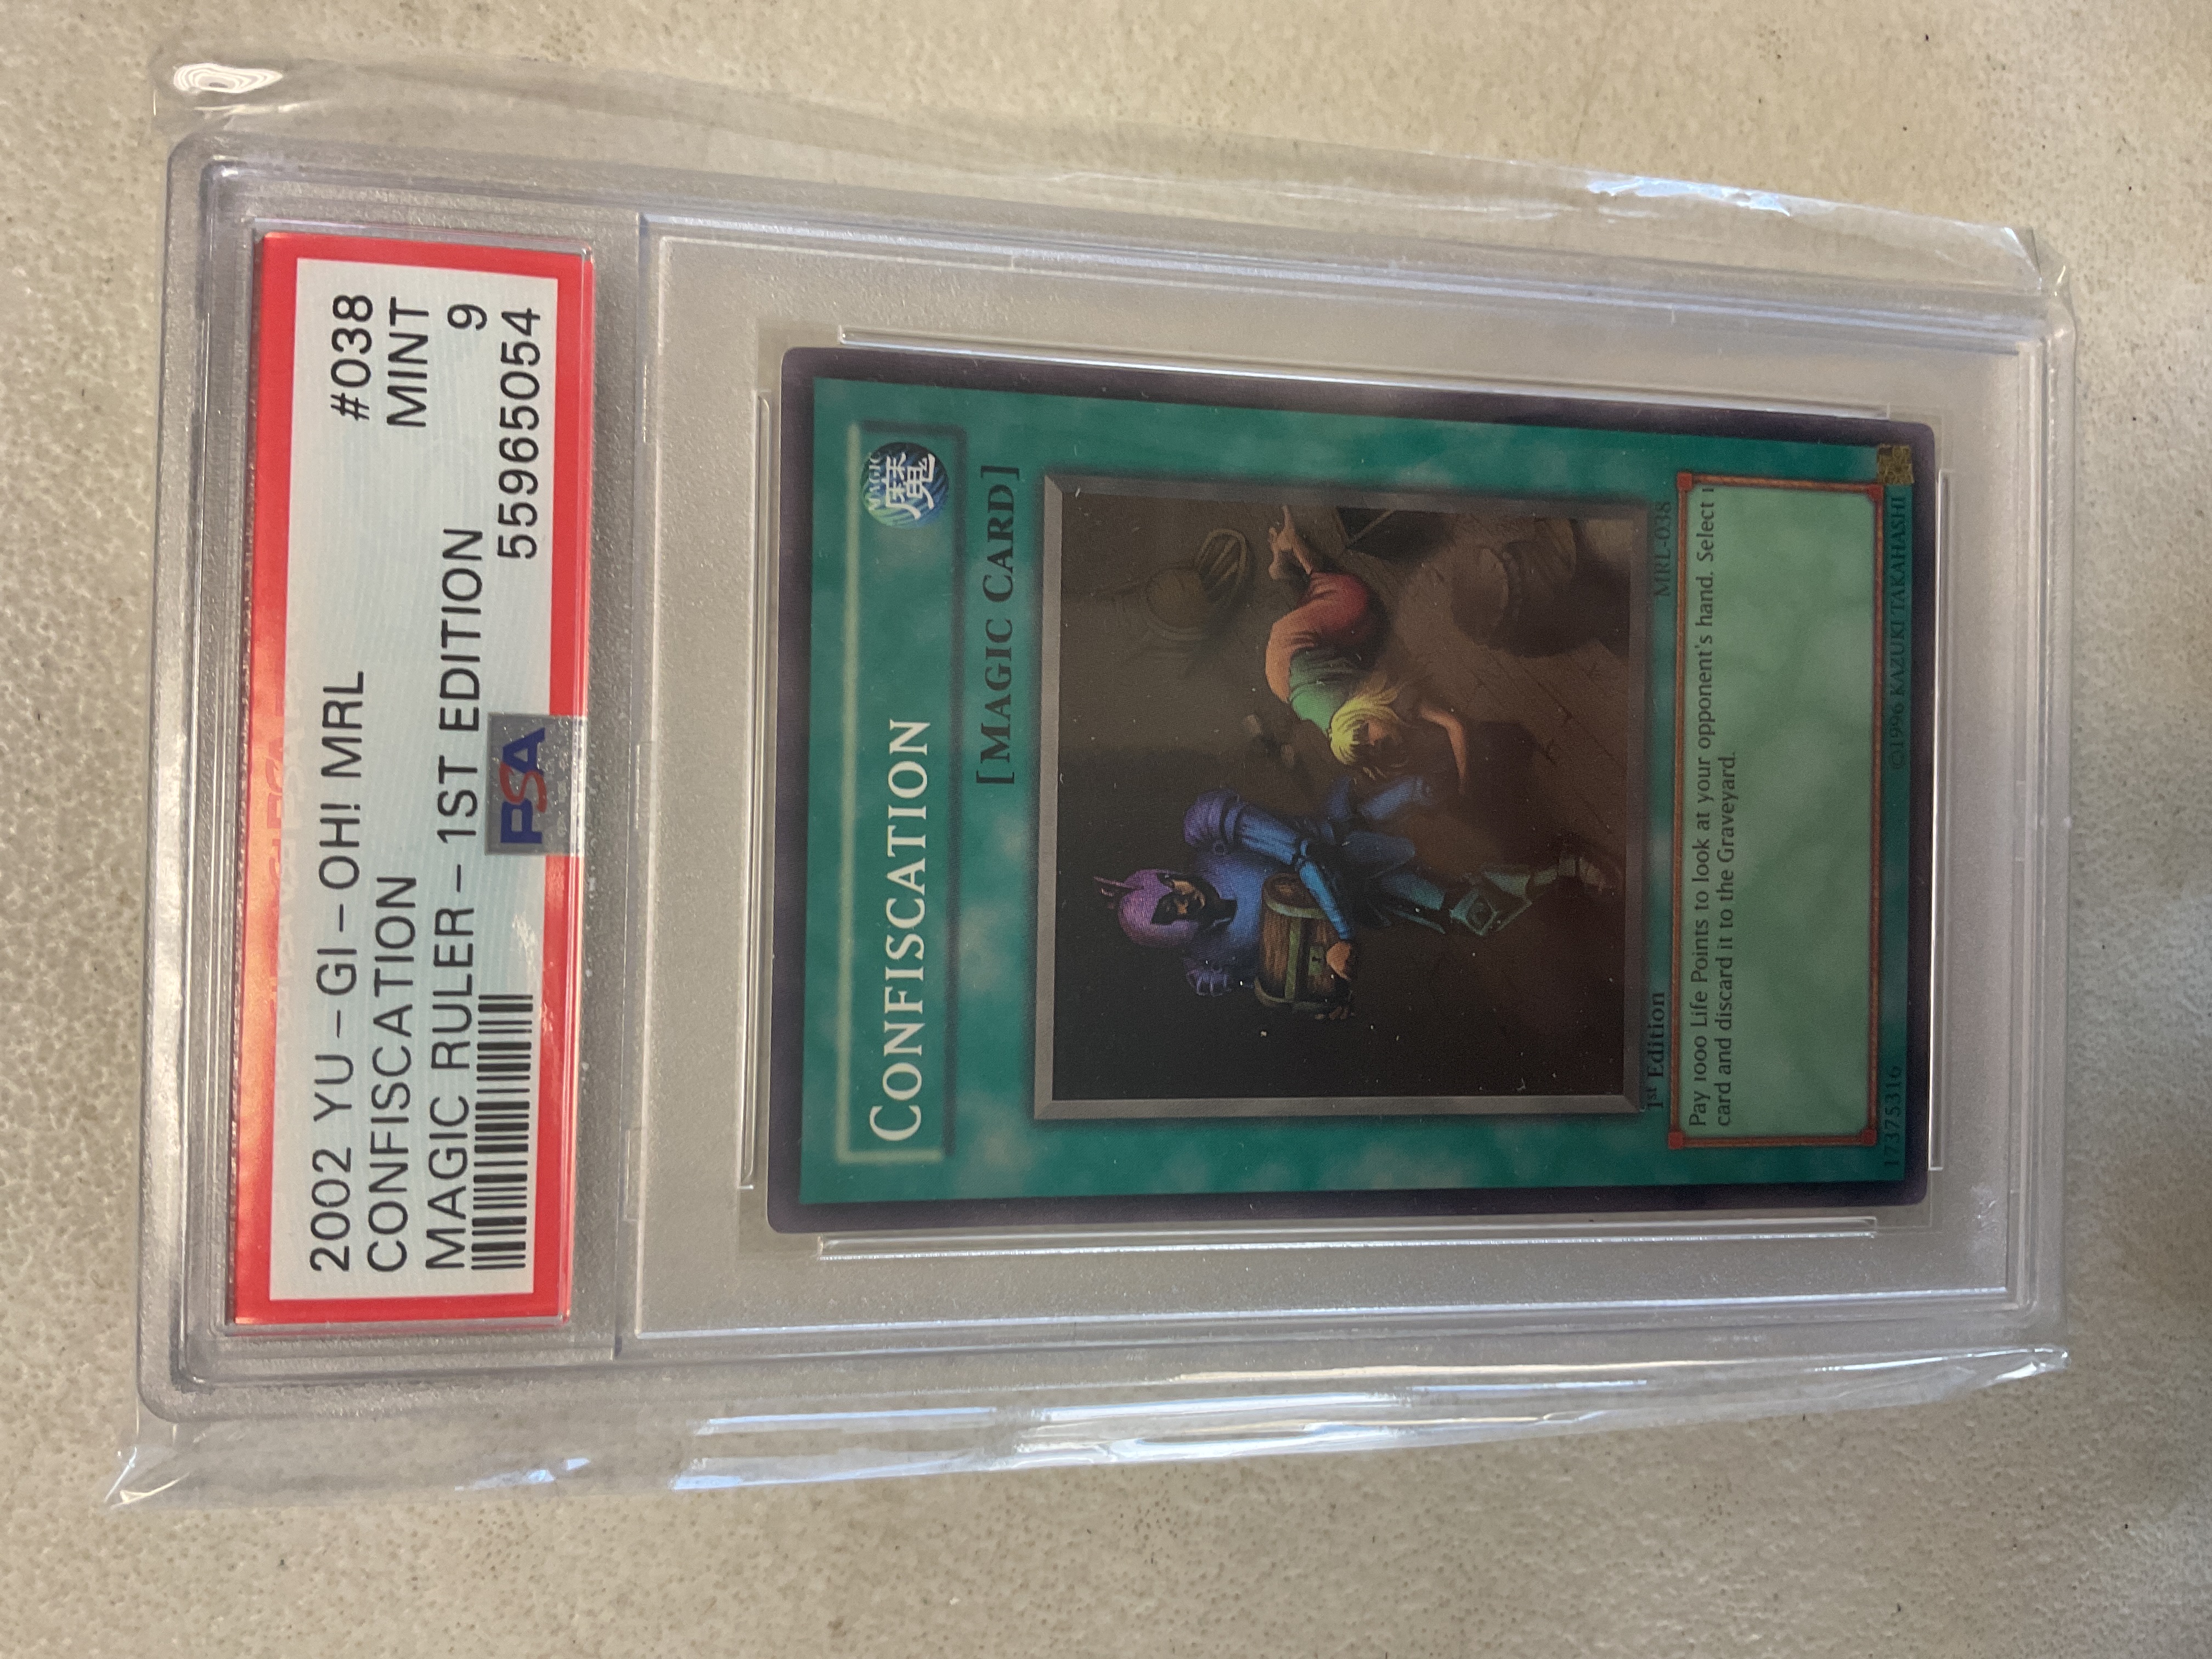 2002 YU-GI-OH! MRL #038
CONFISCATION MINT
MAGIC RULER-1ST EDITION 9
55965054
PSA
CONFISCATION
MAGIC
魔
[MAGIC CARD]
1st Edition MRL-038
Pay 1000 Life Points to look at your opponent's hand. Select 1
card and discard it to the Graveyard.
17375316 ©1996 KAZUKI TAKAHASHI